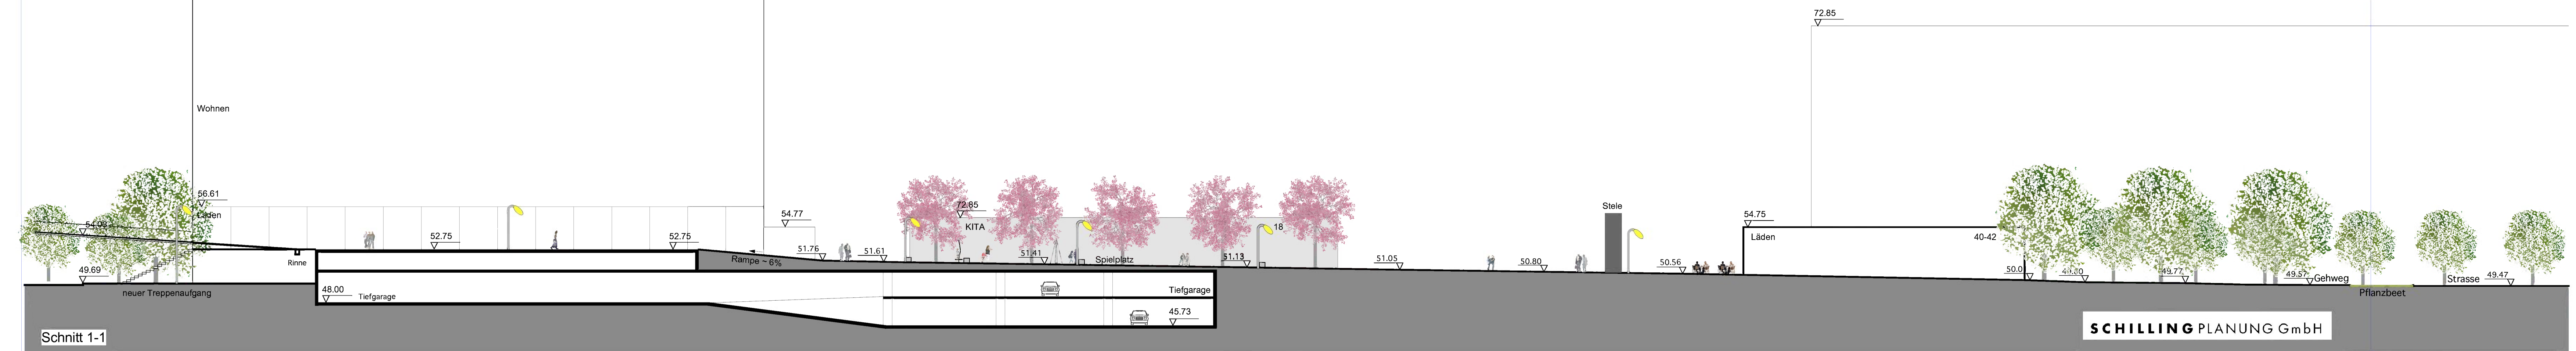 72.85
Wohnen
56.61
Läden
54.09
52.75
52.75
54.77
72.85
KITA
18
Stele
54.75
Läden
40-42
51.76
51.61
51.41
Spielplatz
51.13
51.05
50.80
50.56
Rampe ~ 6%
Rinne
49.69
neuer Treppenaufgang
48.00
Tiefgarage
Tiefgarage
45.73
50.0
49.77
49.57
Gehweg
Strasse
49.47
Pflanzbeet
Schnitt 1-1
SCHILLING PLANUNG GmbH